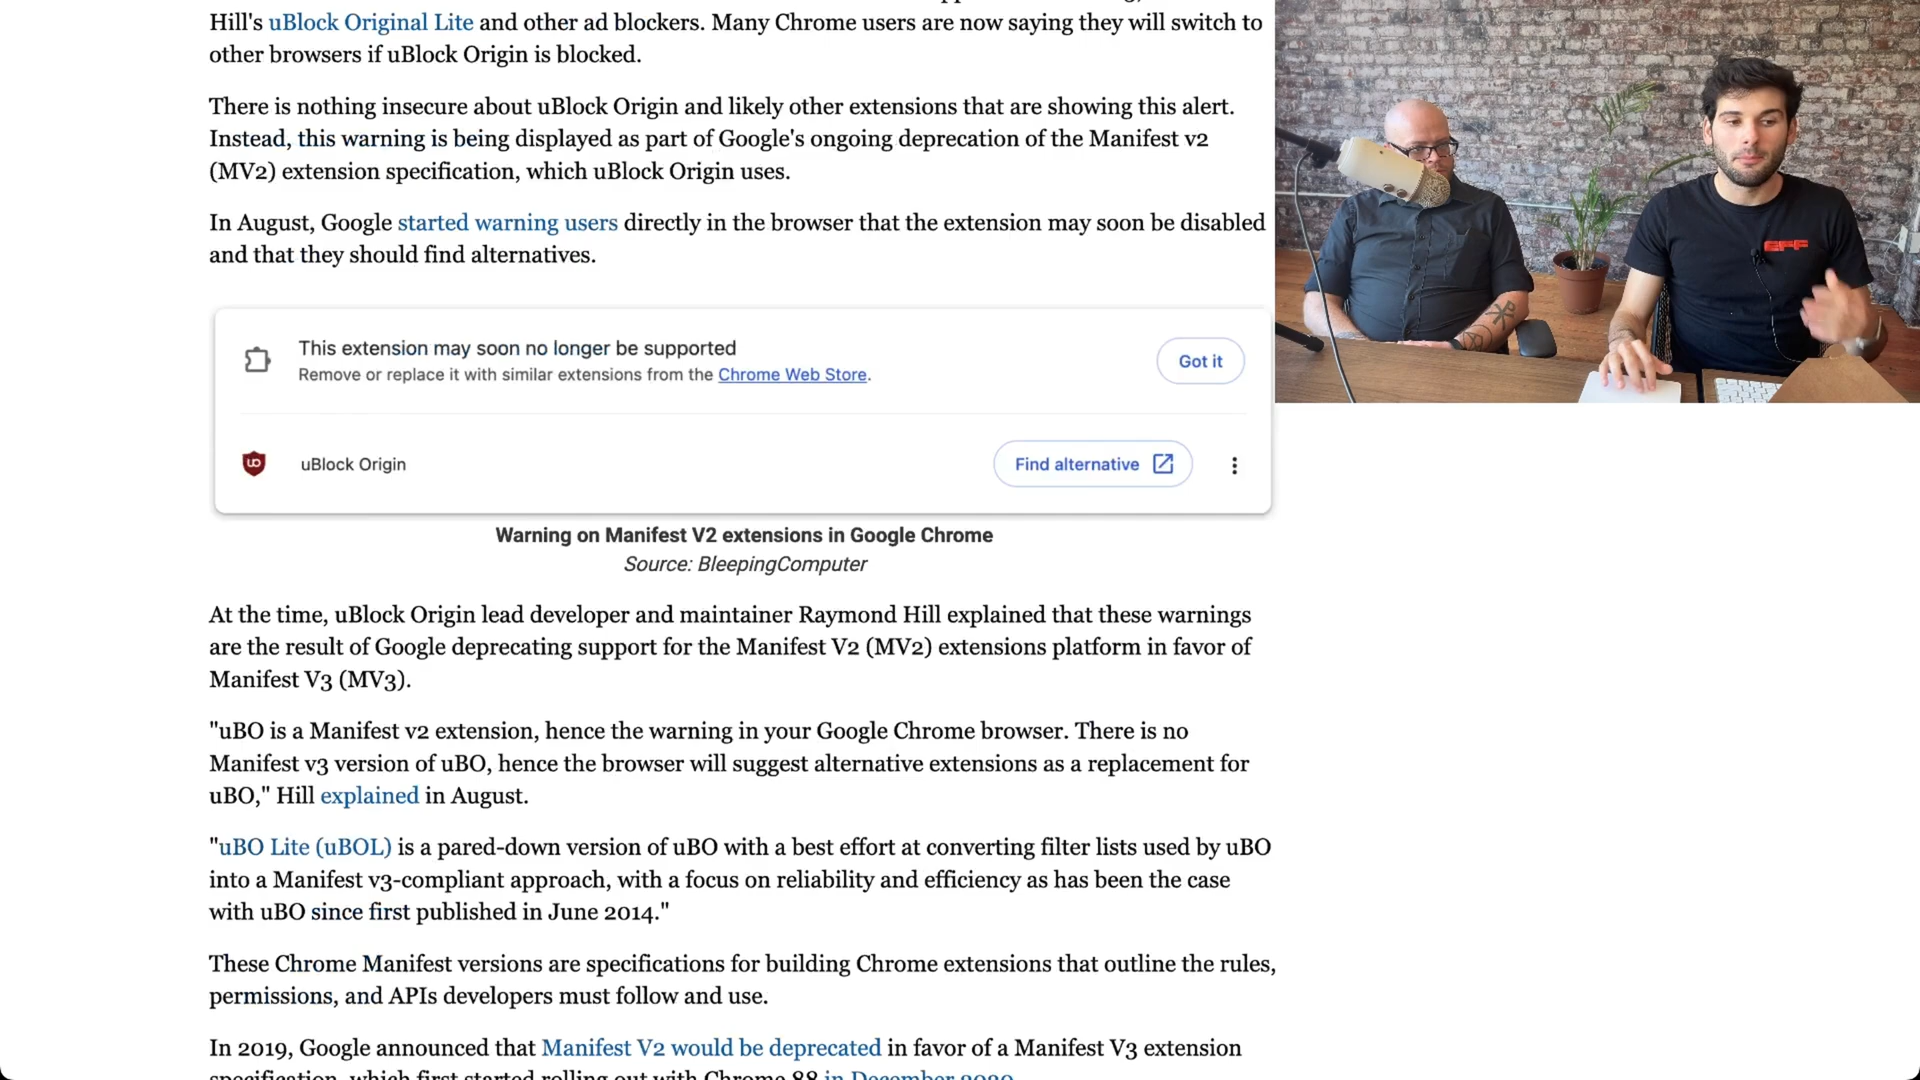 Hill's uBlock Original Lite and other ad blockers. Many Chrome users are now saying they will switch to
other browsers if uBlock Origin is blocked.
There is nothing insecure about uBlock Origin and likely other extensions that are showing this alert.
Instead, this warning is being displayed as part of Google's ongoing deprecation of the Manifest v2
(MV2) extension specification, which uBlock Origin uses.
In August, Google started warning users directly in the browser that the extension may soon be disabled
and that they should find alternatives.
This extension may soon no longer be supported
Remove or replace it with similar extensions from the Chrome Web Store.
Got it
uBlock Origin
Find alternative
Warning on Manifest V2 extensions in Google Chrome
Source: BleepingComputer
At the time, uBlock Origin lead developer and maintainer Raymond Hill explained that these warnings
are the result of Google deprecating support for the Manifest V2 (MV2) extensions platform in favor of
Manifest V3 (MV3).
"uBO is a Manifest v2 extension, hence the warning in your Google Chrome browser. There is no
Manifest v3 version of uBO, hence the browser will suggest alternative extensions as a replacement for
uBO," Hill explained in August.
"uBO Lite (uBOL) is a pared-down version of uBO with a best effort at converting filter lists used by uBO
into a Manifest v3-compliant approach, with a focus on reliability and efficiency as has been the case
with uBO since first published in June 2014."
These Chrome Manifest versions are specifications for building Chrome extensions that outline the rules,
permissions, and APIs developers must follow and use.
In 2019, Google announced that Manifest V2 would be deprecated in favor of a Manifest V3 extension
specification, which first started rolling out with Chrome 88 in December 2020.
EFF